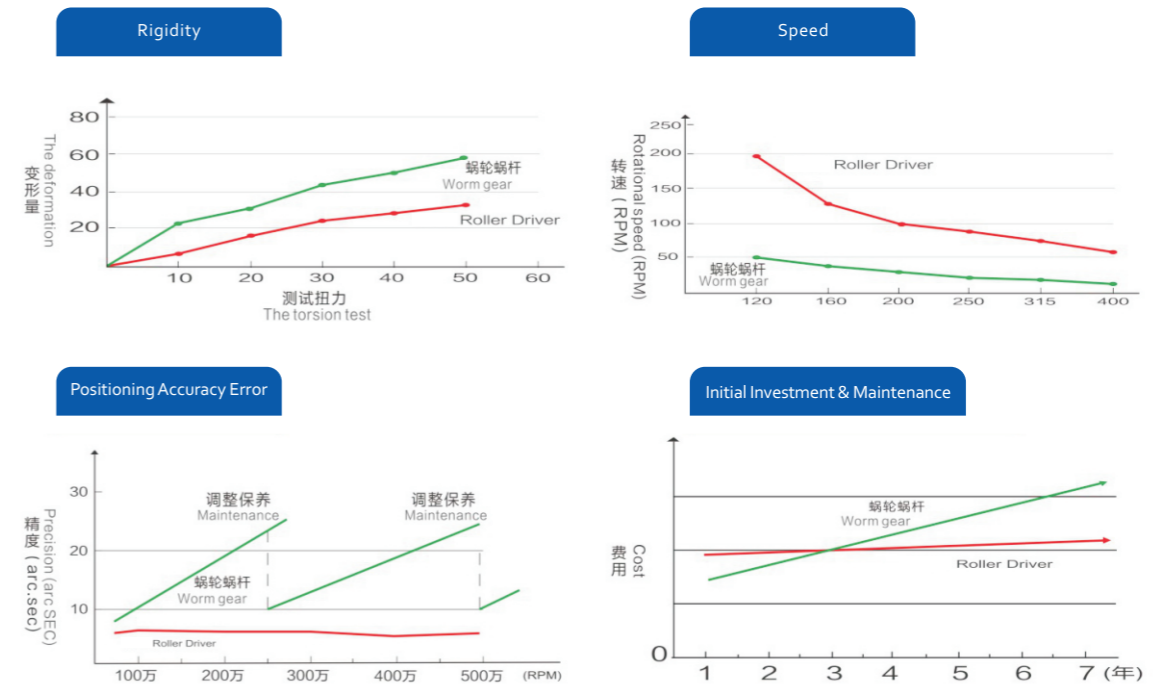 Rigidity
80
60
40
20
变形量
The deformation
蜗轮蜗杆
Worm gear
Roller Driver
10 20 30 40 50 60
测试扭力
The torsion test
Speed
250
200
150
100
50
转速 (RPM)
Rotational speed (RPM)
Roller Driver
蜗轮蜗杆
Worm gear
120 160 200 250 315 400
Positioning Accuracy Error
30
20
10
精度 (arc.sec)
Precision (arc SEC)
调整保养
Maintenance
调整保养
Maintenance
蜗轮蜗杆
Worm gear
Roller Driver
100万 200万 300万 400万 500万 (RPM)
Initial Investment & Maintenance
费用
Cost
蜗轮蜗杆
Worm gear
Roller Driver
0
1 2 3 4 5 6 7 (年)